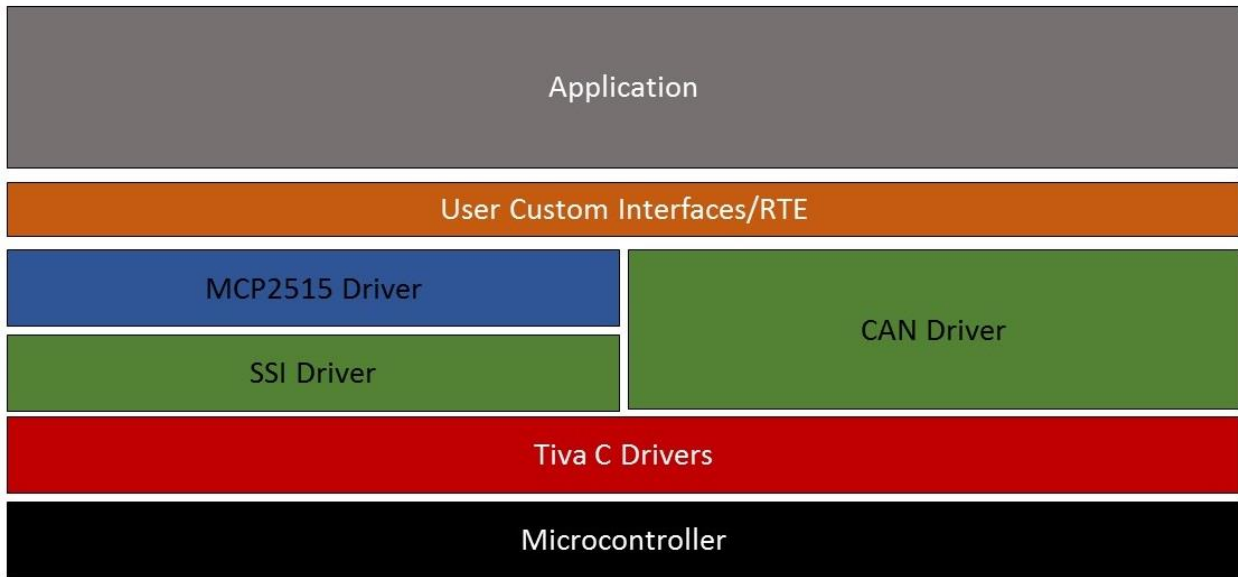 Application
User Custom Interfaces/RTE
MCP2515 Driver
CAN Driver
SSI Driver
Tiva C Drivers
Microcontroller